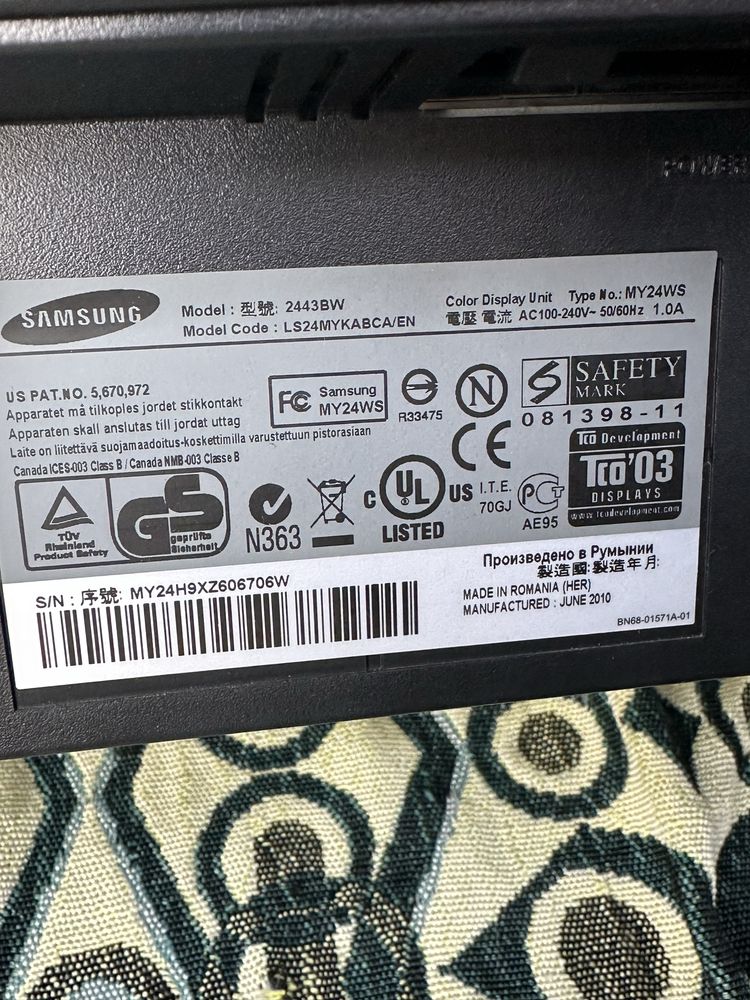 POWER
SAMSUNG
Model : 型號: 2443BW
Model Code : LS24MYKABCA/EN
Color Display Unit Type No.: MY24WS
電壓 電流 AC100-240V~ 50/60Hz 1.0A
US PAT.NO. 5,670,972
Apparatet må tilkoples jordet stikkontakt
Apparaten skall anslutas till jordat uttag
Laite on liitettävä suojamaadoitus-koskettimilla varustettuun pistorasiaan
Canada ICES-003 Class B / Canada NMB-003 Classe B
FC Samsung
MY24WS
R33475
N
SAFETY
MARK
081398-11
CE
TÜV
Rheinland
Product Safety
GS
geprüfte
Sicherheit
N363
C UL US
LISTED
I.T.E.
70GJ
PCT
AE95
TCO Development
TCO'03
DISPLAYS
www.tcodevelopment.com
S/N : 序號: MY24H9XZ606706W
Произведено в Румынии
製造國:製造年月:
MADE IN ROMANIA (HER)
MANUFACTURED : JUNE 2010
BN68-01571A-01